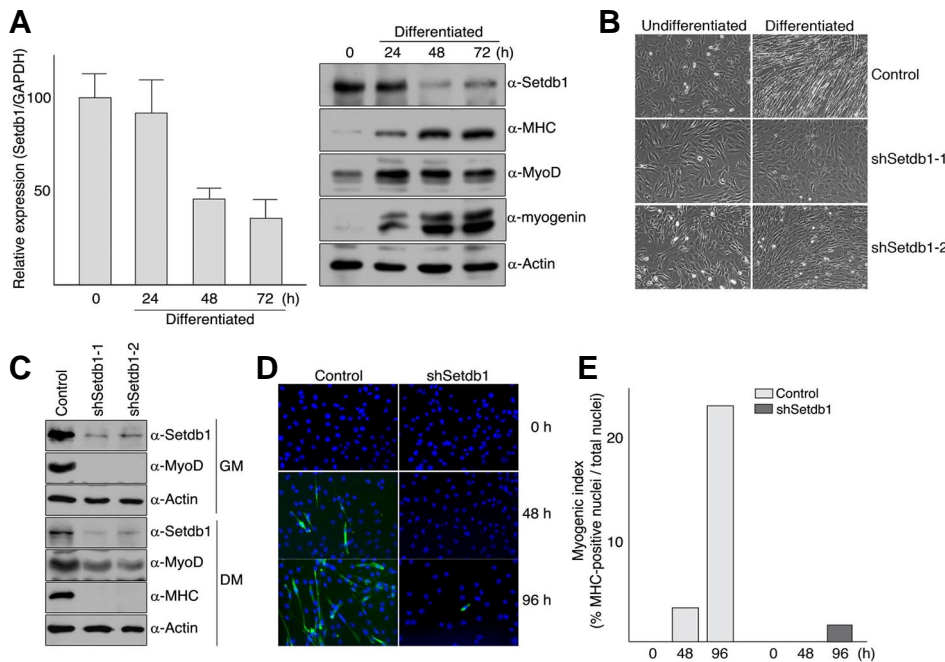 A
Relative expression (Setdb1/GAPDH)
100
50
0 24 48 72 (h)
Differentiated
Differentiated
0 24 48 72 (h)
α-Setdb1
α-MHC
α-MyoD
α-myogenin
α-Actin
B
Undifferentiated Differentiated
Control
shSetdb1-1
shSetdb1-2
C
Control
shSetdb1-1
shSetdb1-2
α-Setdb1
α-MyoD
α-Actin
GM
α-Setdb1
α-MyoD
α-MHC
α-Actin
DM
D
Control shSetdb1
0 h
48 h
96 h
E
Myogenic index
(% MHC-positive nuclei / total nuclei)
20
10
Control
shSetdb1
0 48 96 0 48 96 (h)